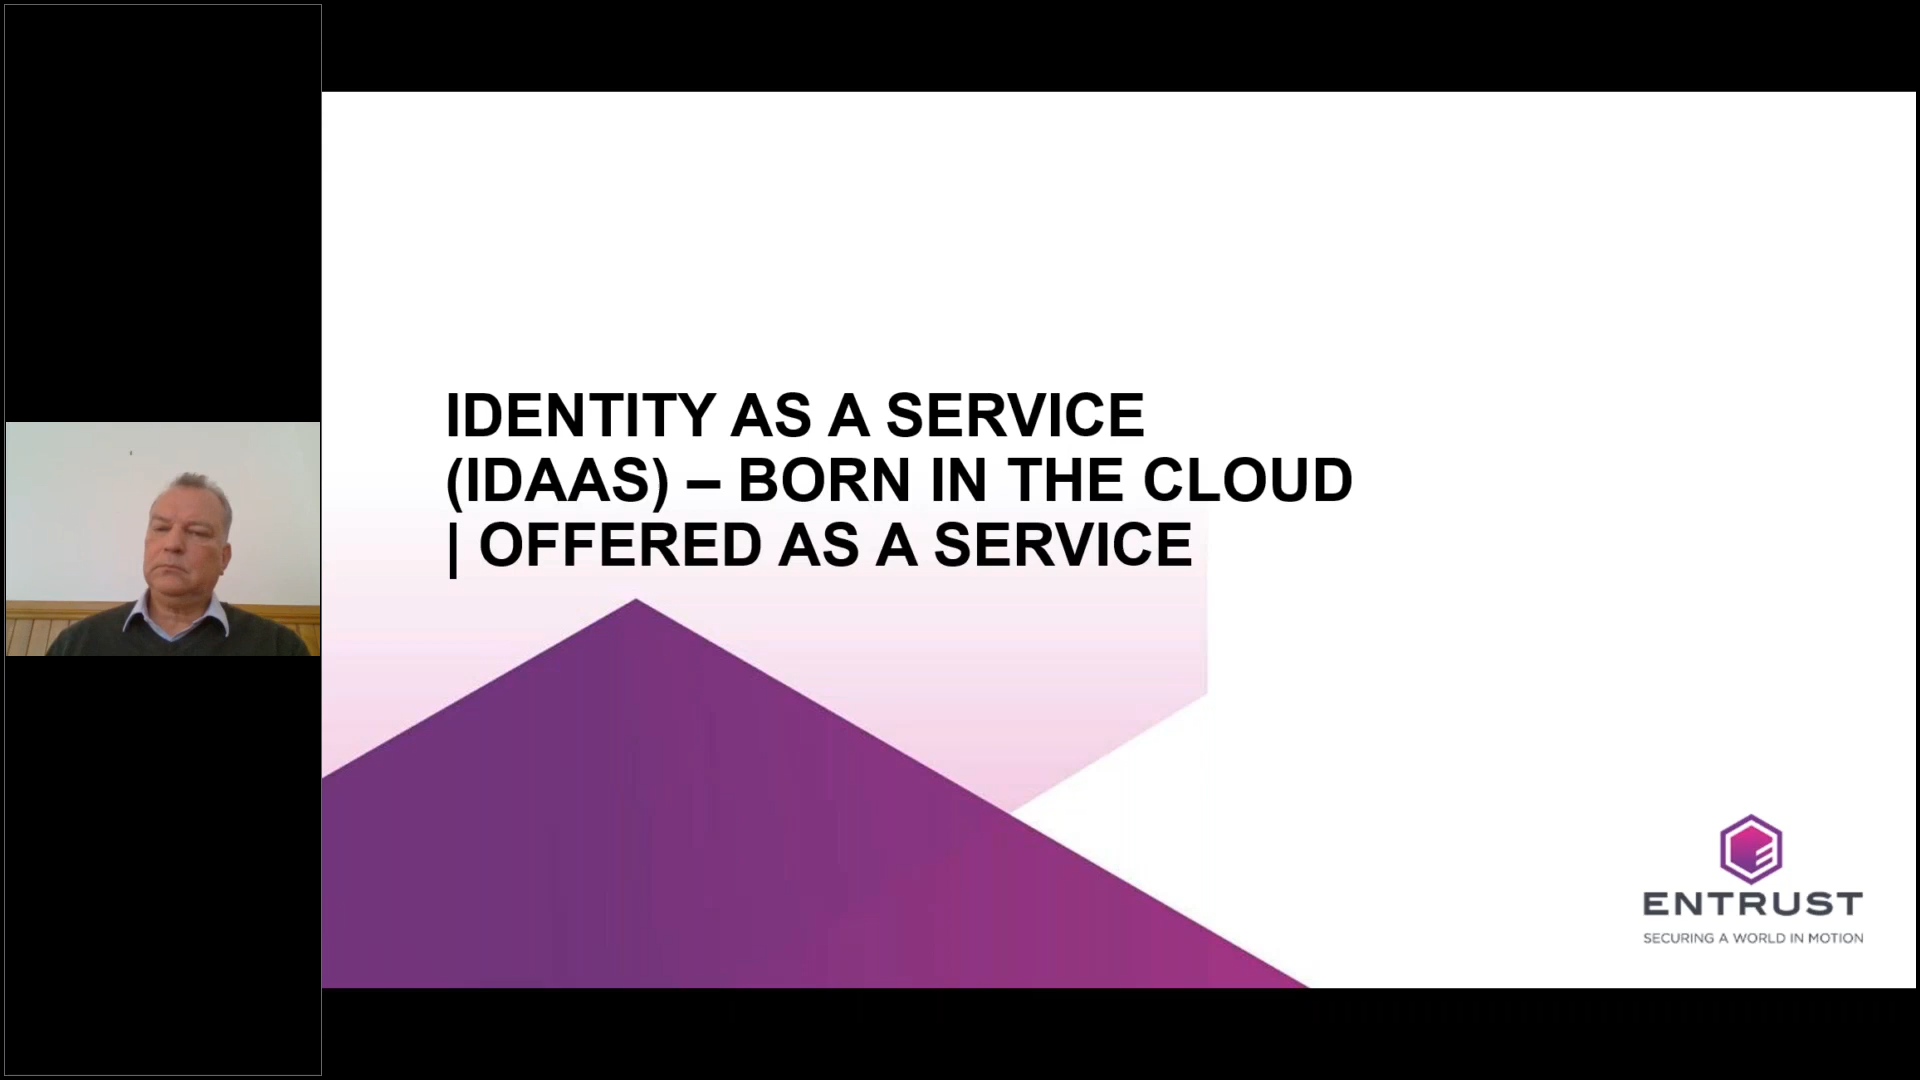 IDENTITY AS A SERVICE
(IDAAS) – BORN IN THE CLOUD
| OFFERED AS A SERVICE
ENTRUST
SECURING A WORLD IN MOTION